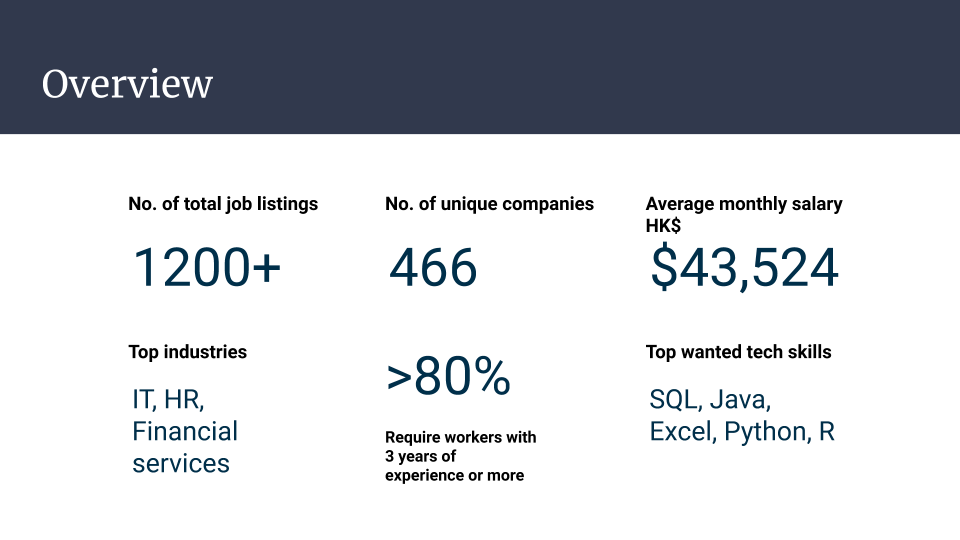 Overview
No. of total job listings
1200+
No. of unique companies
466
Average monthly salary
HK$
$43,524
Top industries
IT, HR,
Financial
services
>80%
Require workers with
3 years of
experience or more
Top wanted tech skills
SQL, Java,
Excel, Python, R